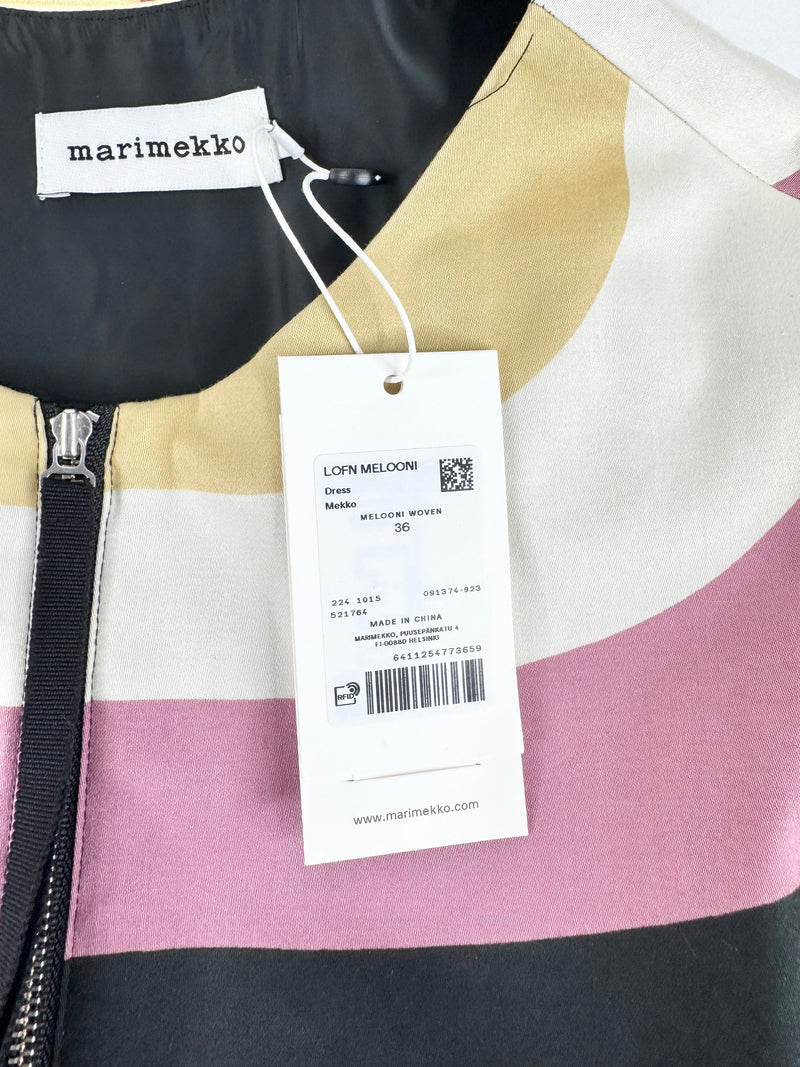 marimekko
LOFN MELOONI
Dress
Mekko
MELOONI WOVEN
36
224 1015
091374-923
521764
MADE IN CHINA
MARIMEKKO, PUUSEPÄNKATU 4
FI-00880 HELSINKI
6411254773659
RFID
www.marimekko.com